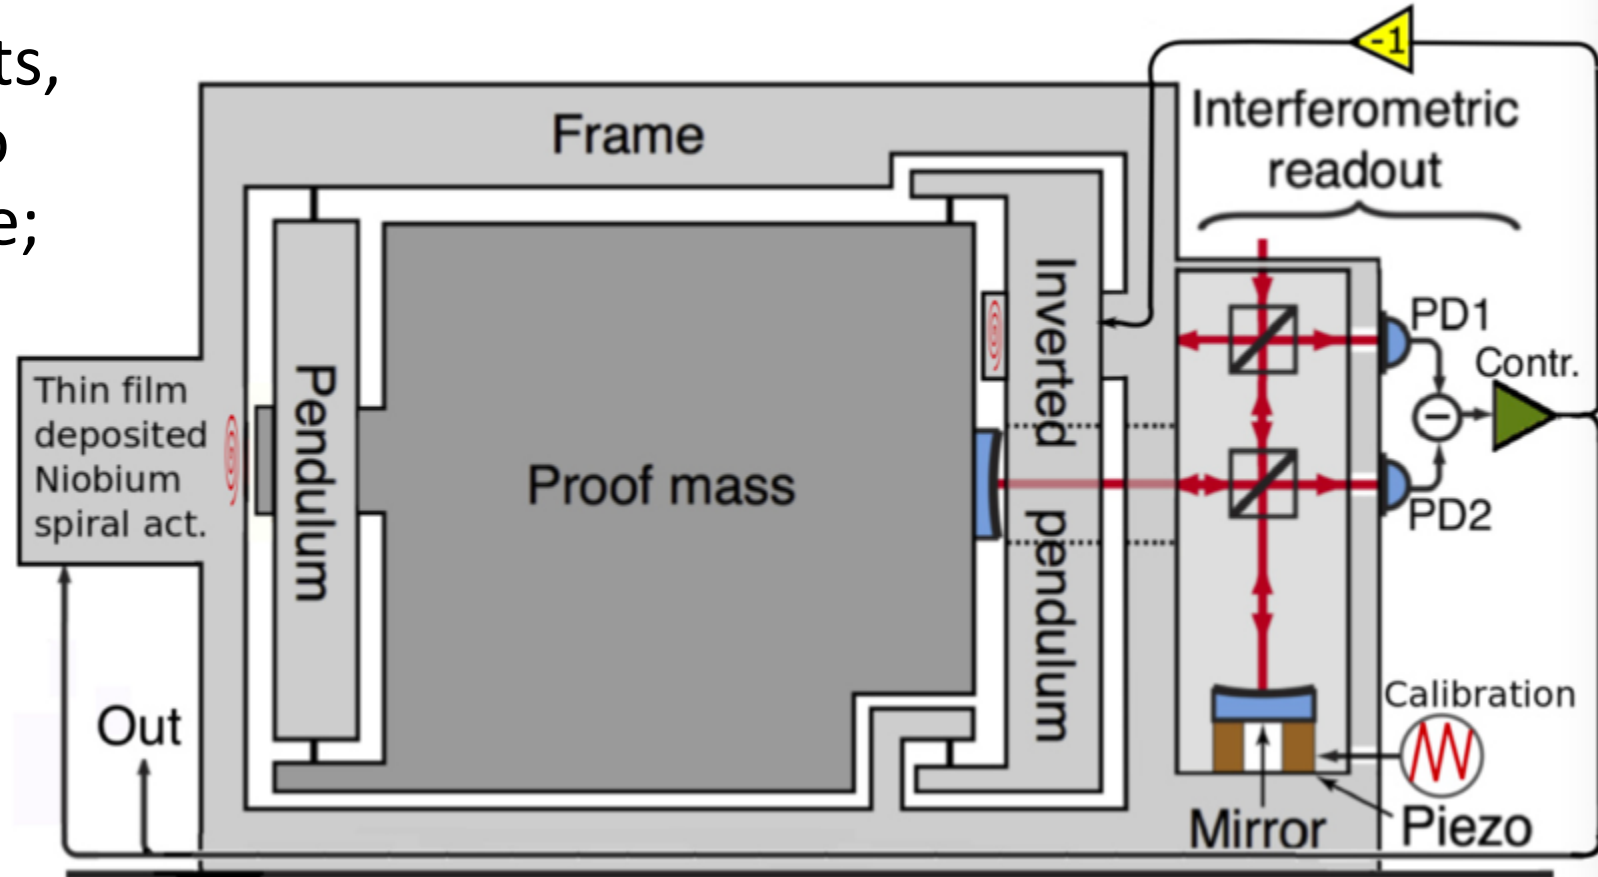 ts,
e;
-1
Frame
Interferometric
readout
PD1
Contr.
Thin film
deposited
Niobium
spiral act.
Pendulum
Proof mass
Inverted
pendulum
PD2
Calibration
Out
Mirror
Piezo